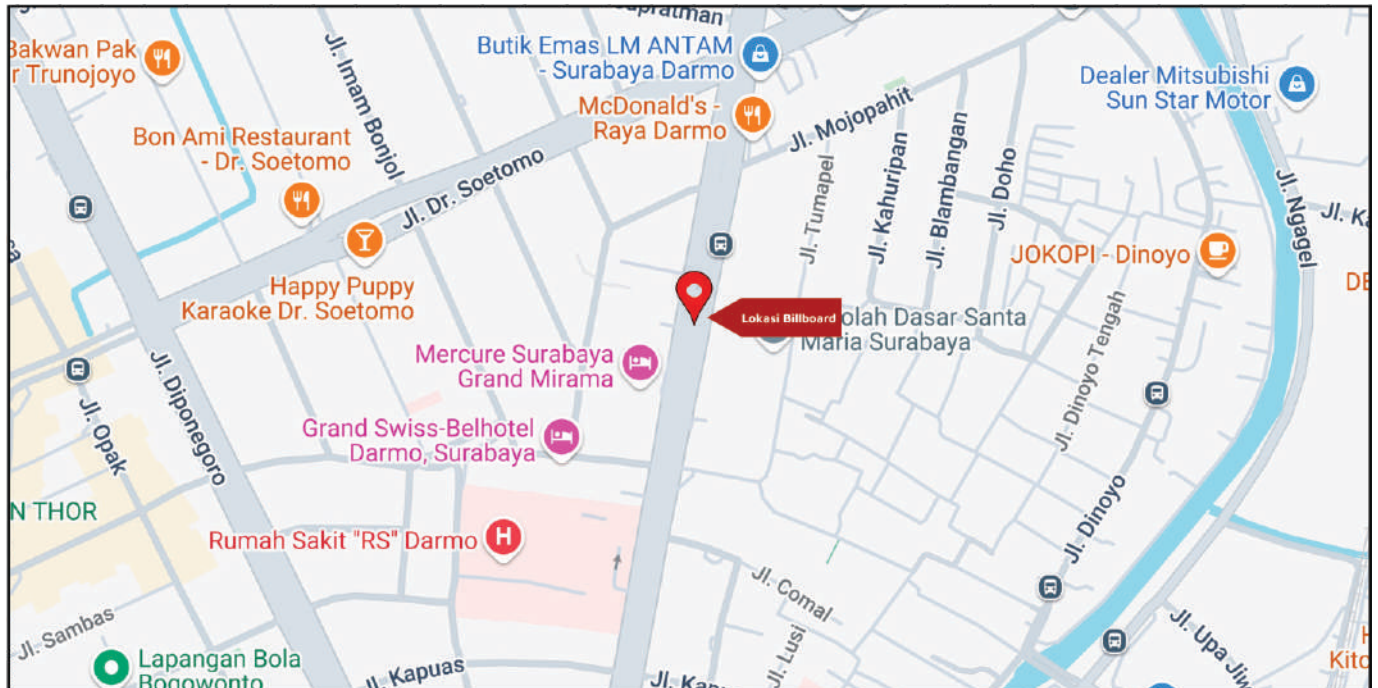 Bakwan Pak
r Trunojoyo
Jl. Imam Bonjol
Butik Emas LM ANTAM
- Surabaya Darmo
Dealer Mitsubishi
Sun Star Motor
McDonald's -
Raya Darmo
Jl. Mojopahit
Bon Ami Restaurant
- Dr. Soetomo
Jl. Dr. Soetomo
Jl. Tumapel
Jl. Kahuripan
Jl. Blambangan
Jl. Doho
Jl. Ngagel
JOKOPI - Dinoyo
Happy Puppy
Karaoke Dr. Soetomo
Lokasi Billboard
olah Dasar Santa
Maria Surabaya
Mercure Surabaya
Grand Mirama
Jl. Dinoyo Tengah
Jl. Diponegoro
Jl. Opak
Grand Swiss-Belhotel
Darmo, Surabaya
N THOR
Rumah Sakit "RS" Darmo
H
Jl. Dinoyo
Jl. Comal
Jl. Sambas
Jl. Lusi
Lapangan Bola
Bogowonto
Jl. Kapuas